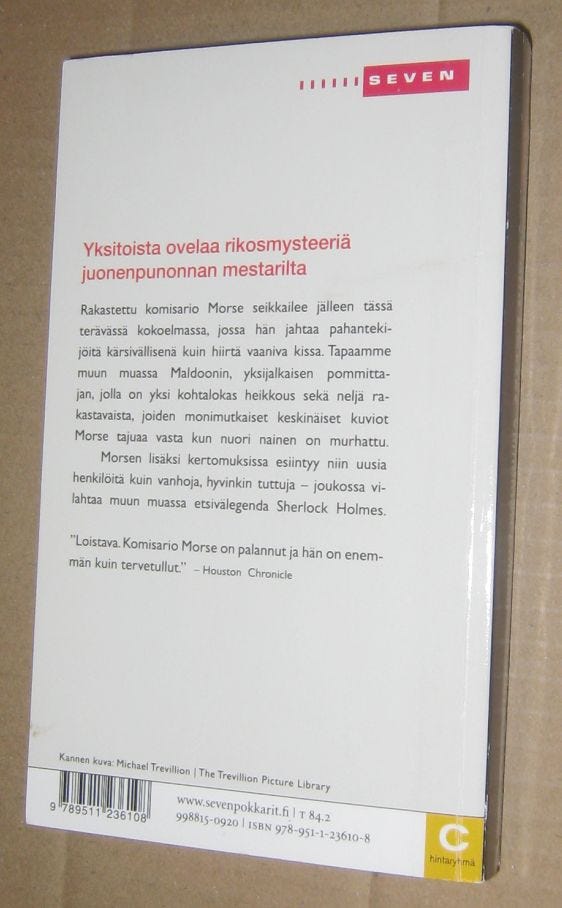 SEVEN
Yksitoista ovelaa rikosmysteeriä
juonenpunonnan mestarilta
Rakastettu komisario Morse seikkailee jälleen tässä
terävässä kokoelmassa, jossa hän jahtaa pahanteki-
jöitä kärsivällisenä kuin hiirtä vaaniva kissa. Tapaamme
muun muassa Maldoonin, yksijalkaisen pommitta-
jan, jolla on yksi kohtalokas heikkous sekä neljä ra-
kastavaista, joiden monimutkaiset keskinäiset kuviot
Morse tajuaa vasta kun nuori nainen on murhattu.
Morsen lisäksi kertomuksissa esiintyy niin uusia
henkilöitä kuin vanhoja, hyvinkin tuttuja – joukossa vi-
lahtaa muun muassa etsivälegenda Sherlock Holmes.
"Loistava. Komisario Morse on palannut ja hän on enem-
män kuin tervetullut." – Houston Chronicle
Kannen kuva: Michael Trevillion | The Trevillion Picture Library
9 789511 236108
www.sevenpokkarit.fi | T 84.2
998815-0920 | ISBN 978-951-1-23610-8
C
hintaryhmä